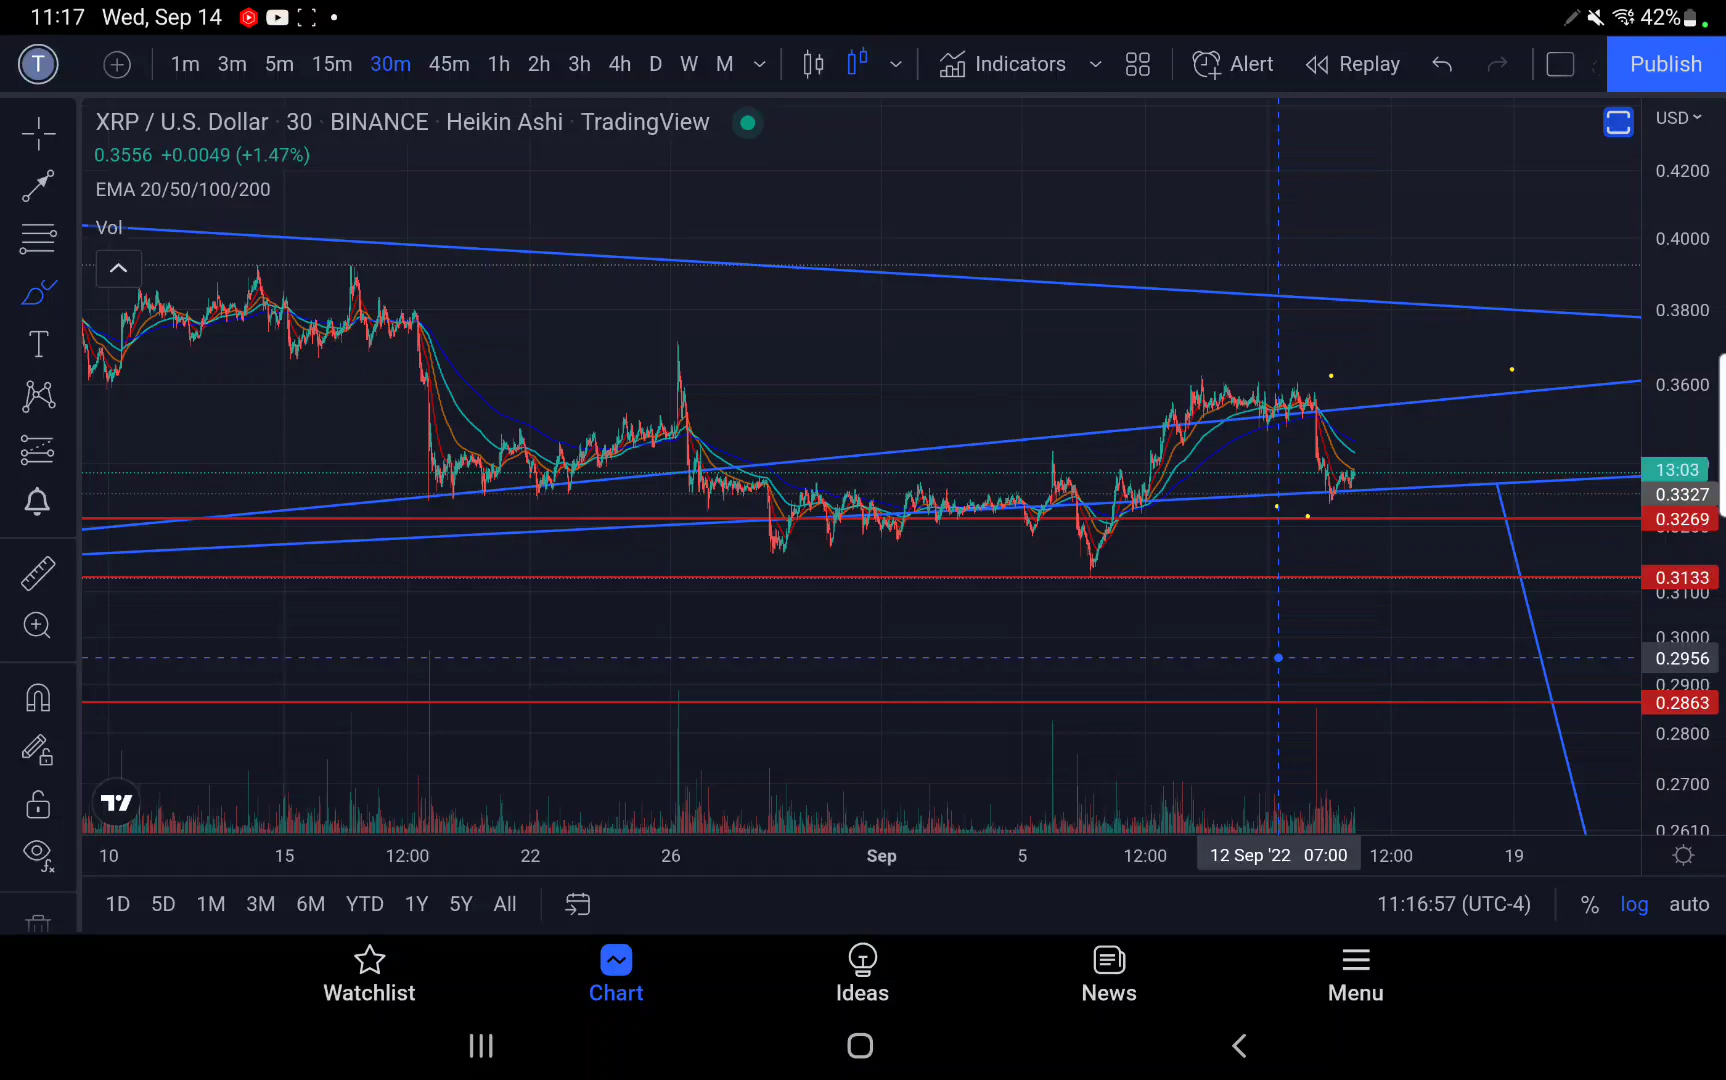 11:17 Wed, Sep 14 42%
T 1m 3m 5m 15m 30m 45m 1h 2h 3h 4h D W M Indicators Alert Replay Publish
XRP / U.S. Dollar · 30 · BINANCE · Heikin Ashi · TradingView
USD
0.3556 +0.0049 (+1.47%)
EMA 20/50/100/200
Vol
0.4200
0.4000
0.3800
0.3600
13:03
0.3327
0.3269
0.3133
0.3100
0.3000
0.2956
0.2900
0.2863
0.2800
0.2700
0.2610
10 15 12:00 22 26 Sep 5 12:00 12 Sep '22 07:00 12:00 19
1D 5D 1M 3M 6M YTD 1Y 5Y All 11:16:57 (UTC-4) % log auto
Watchlist Chart Ideas News Menu